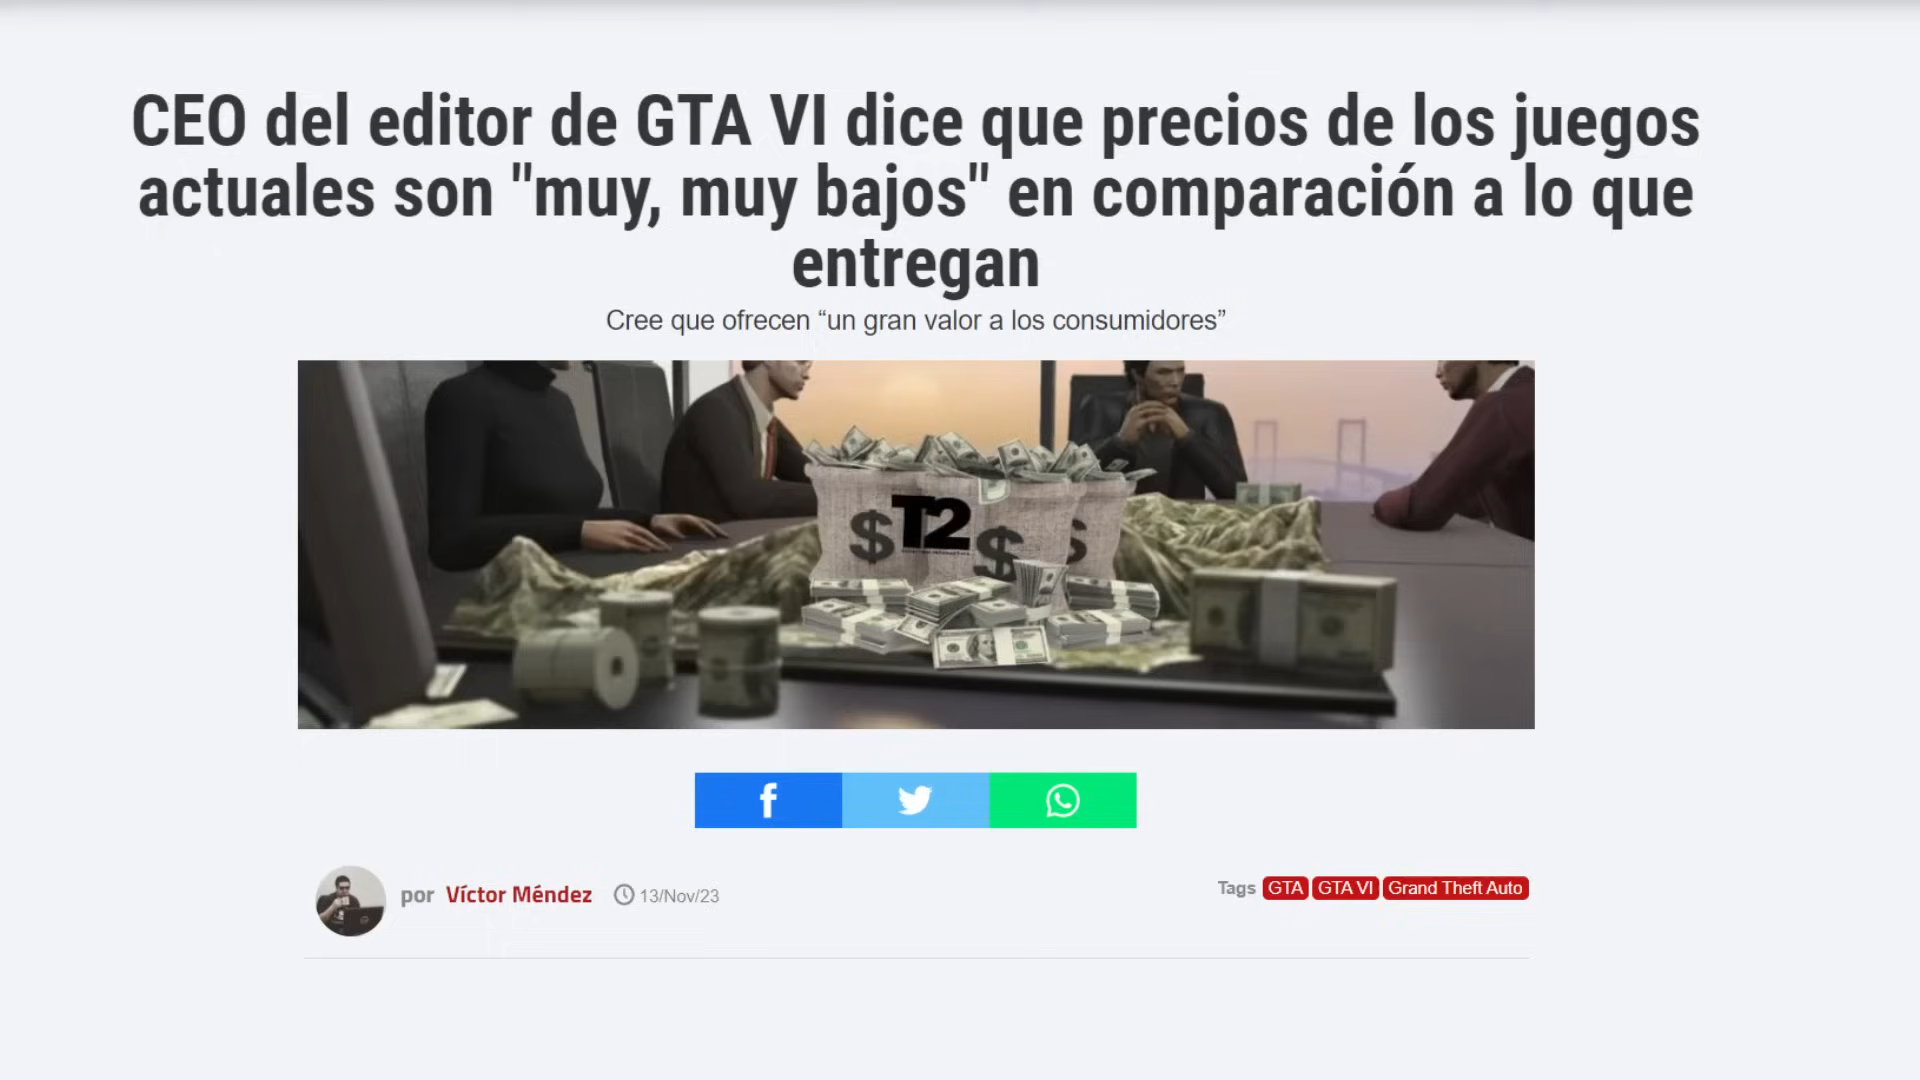 CEO del editor de GTA VI dice que precios de los juegos
actuales son "muy, muy bajos" en comparación a lo que
entregan
Cree que ofrecen “un gran valor a los consumidores”
$ T2 $ $
por Víctor Méndez 13/Nov/23
Tags GTA GTA VI Grand Theft Auto